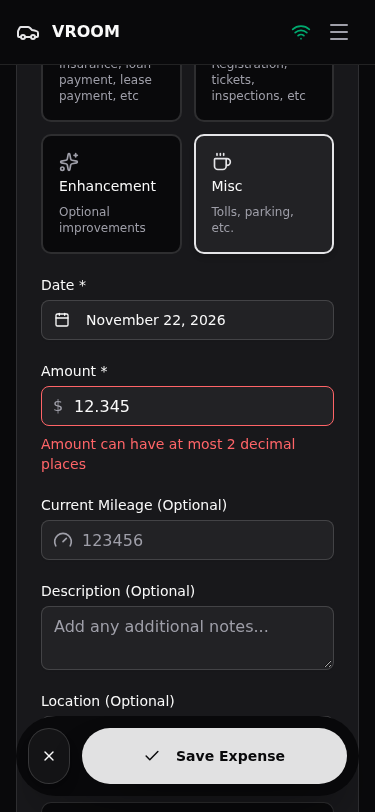 VROOM
Insurance, loan
payment, lease
payment, etc
Registration,
tickets,
inspections, etc
Enhancement
Optional
improvements
Misc
Tolls, parking,
etc.
Date *
November 22, 2026
Amount *
$ 12.345
Amount can have at most 2 decimal
places
Current Mileage (Optional)
123456
Description (Optional)
Add any additional notes...
Location (Optional)
Save Expense